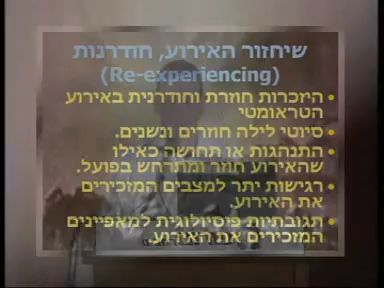 שיחזור האירוע, חודרנות
(Re-experiencing)
• היזכרות חוזרת וחודרנית באירוע
הטראומטי
• סיוטי לילה חוזרים ונשנים.
• התנהגות או תחושה כאילו
שהאירוע חוזר ומתרחש בפועל.
• רגישות יתר למצבים המזכירים
את האירוע.
• תגובתיות פיסיולוגית למאפיינים
המזכירים את האירוע.